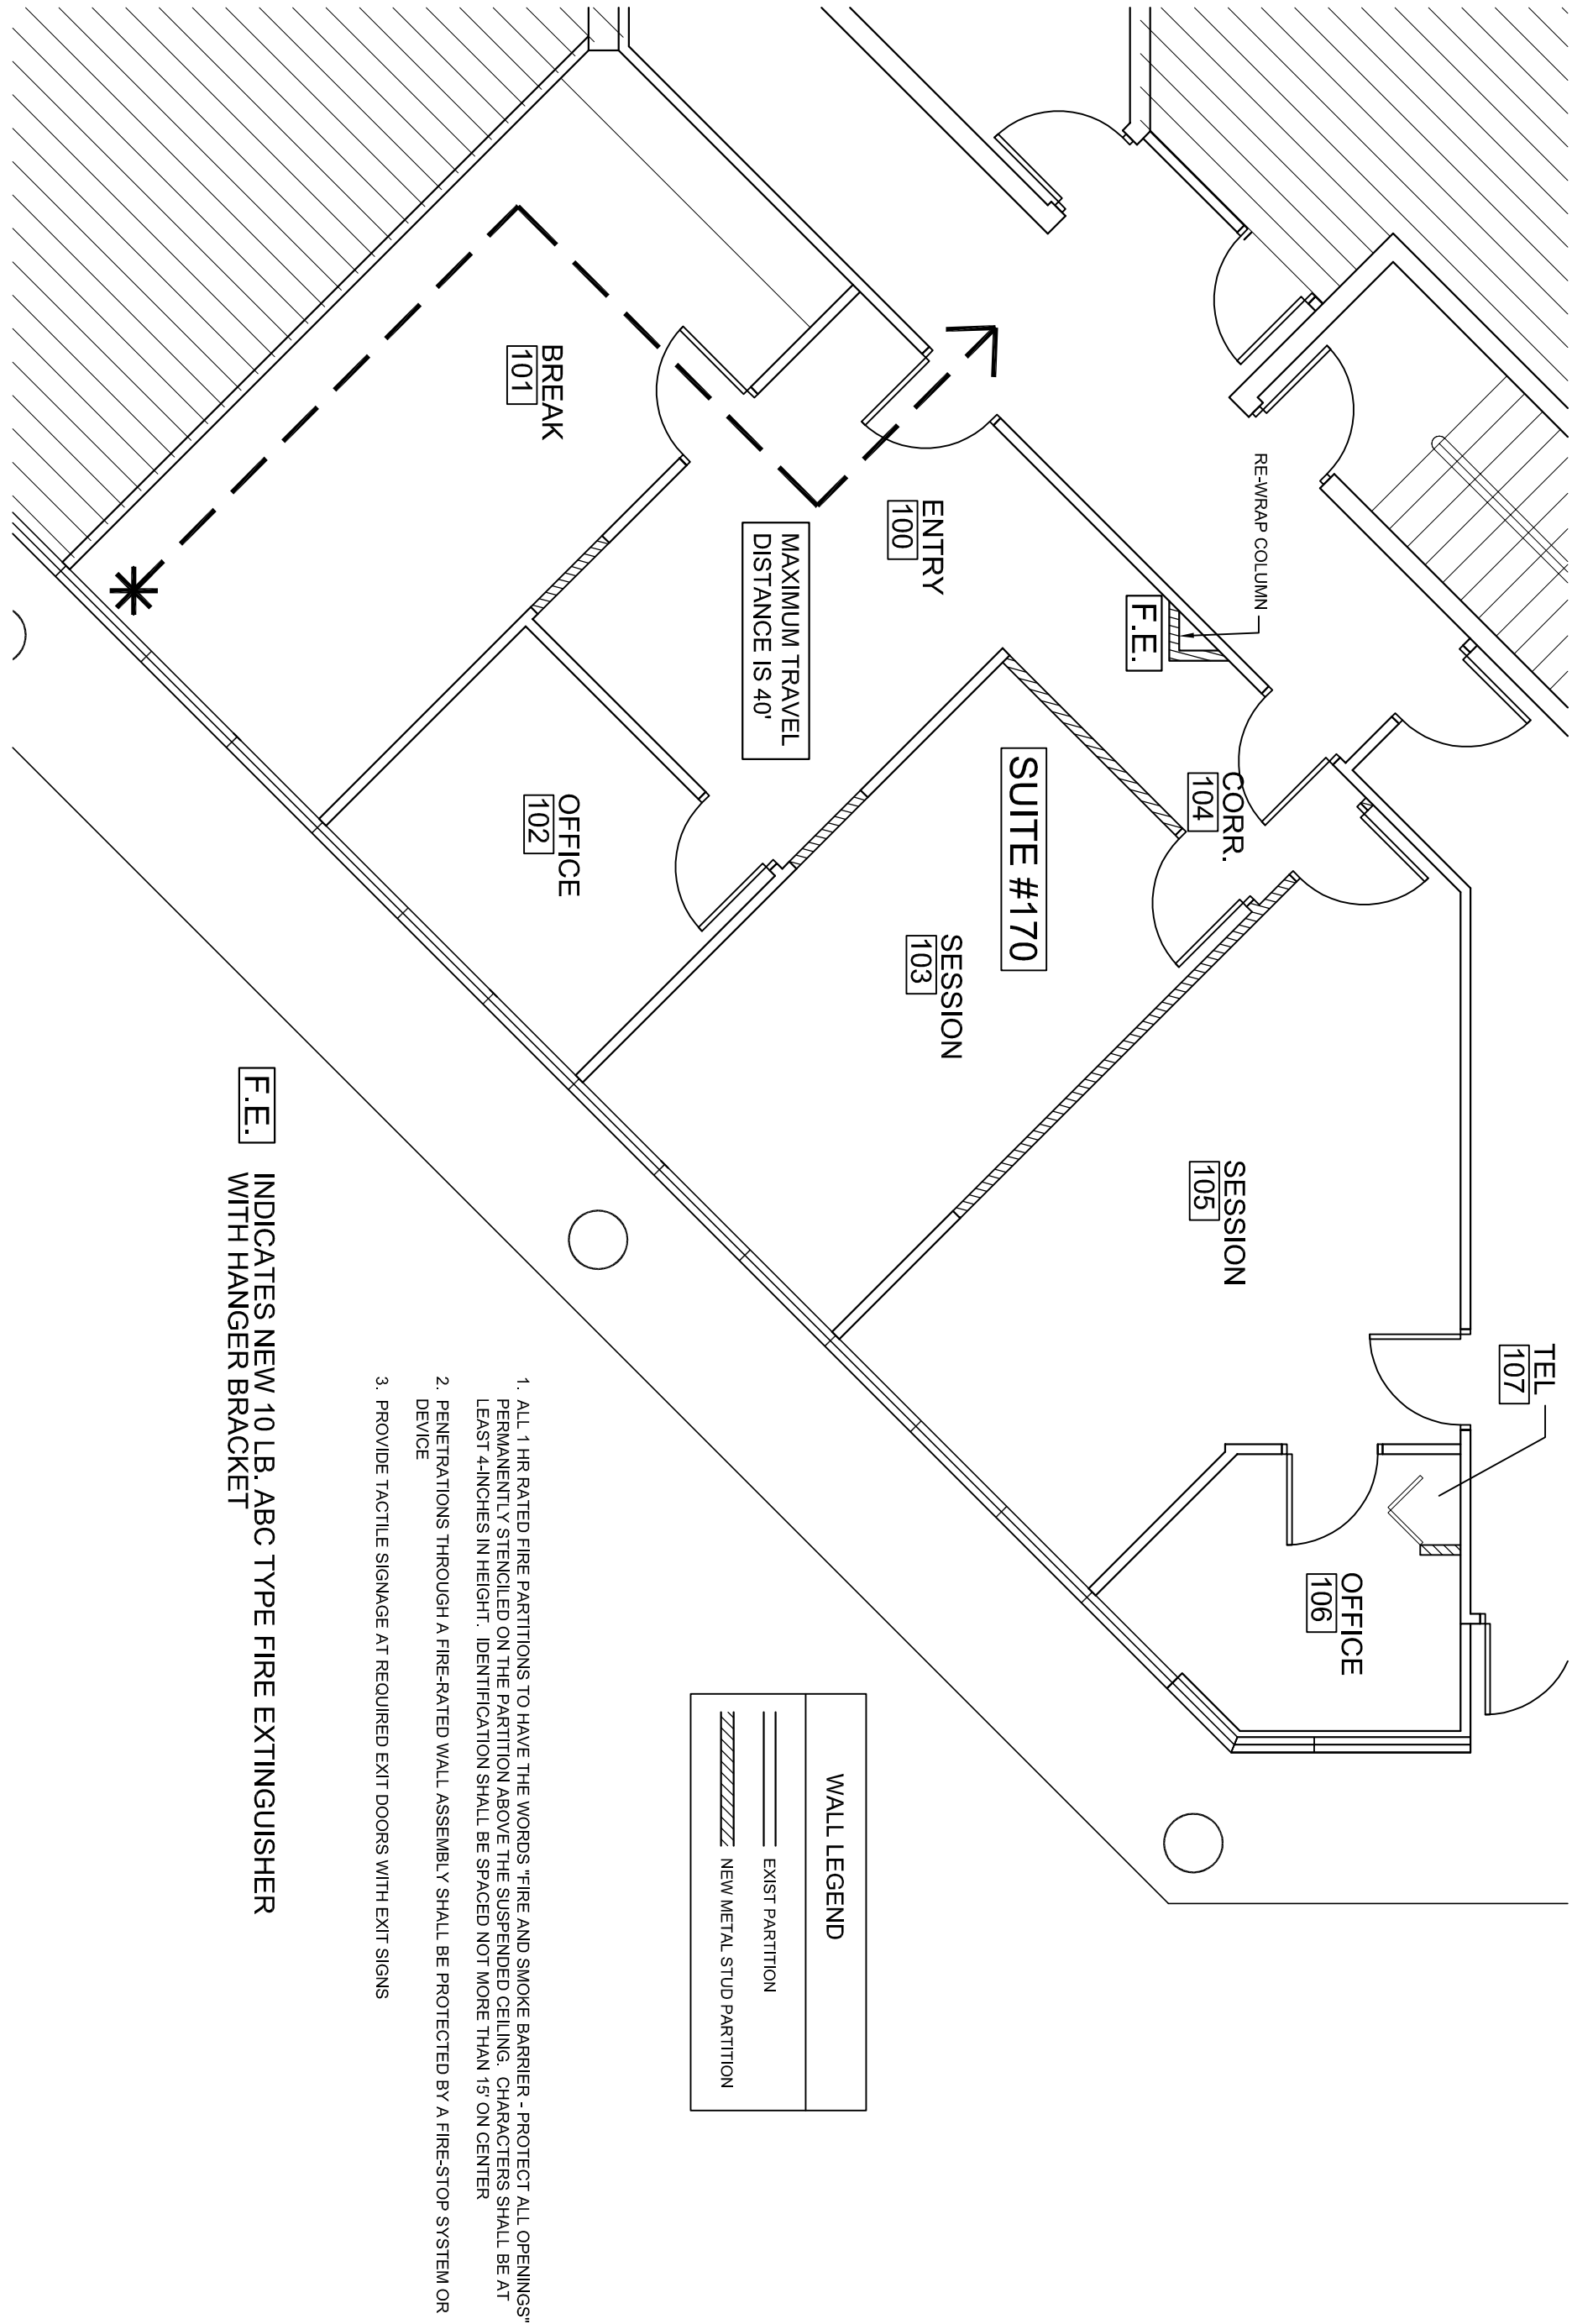 TEL
107
RE-WRAP COLUMN
CORR.
104
SESSION
105
OFFICE
106
F.E.
ENTRY
100
SUITE #170
SESSION
103
MAXIMUM TRAVEL
DISTANCE IS 40'
BREAK
101
OFFICE
102
WALL LEGEND
EXIST PARTITION
NEW METAL STUD PARTITION
1. ALL 1 HR RATED FIRE PARTITIONS TO HAVE THE WORDS "FIRE AND SMOKE BARRIER - PROTECT ALL OPENINGS"
PERMANENTLY STENCILED ON THE PARTITION ABOVE THE SUSPENDED CEILING. CHARACTERS SHALL BE AT
LEAST 4-INCHES IN HEIGHT. IDENTIFICATION SHALL BE SPACED NOT MORE THAN 15' ON CENTER
2. PENETRATIONS THROUGH A FIRE-RATED WALL ASSEMBLY SHALL BE PROTECTED BY A FIRE-STOP SYSTEM OR
DEVICE
3. PROVIDE TACTILE SIGNAGE AT REQUIRED EXIT DOORS WITH EXIT SIGNS
F.E. INDICATES NEW 10 LB. ABC TYPE FIRE EXTINGUISHER
WITH HANGER BRACKET